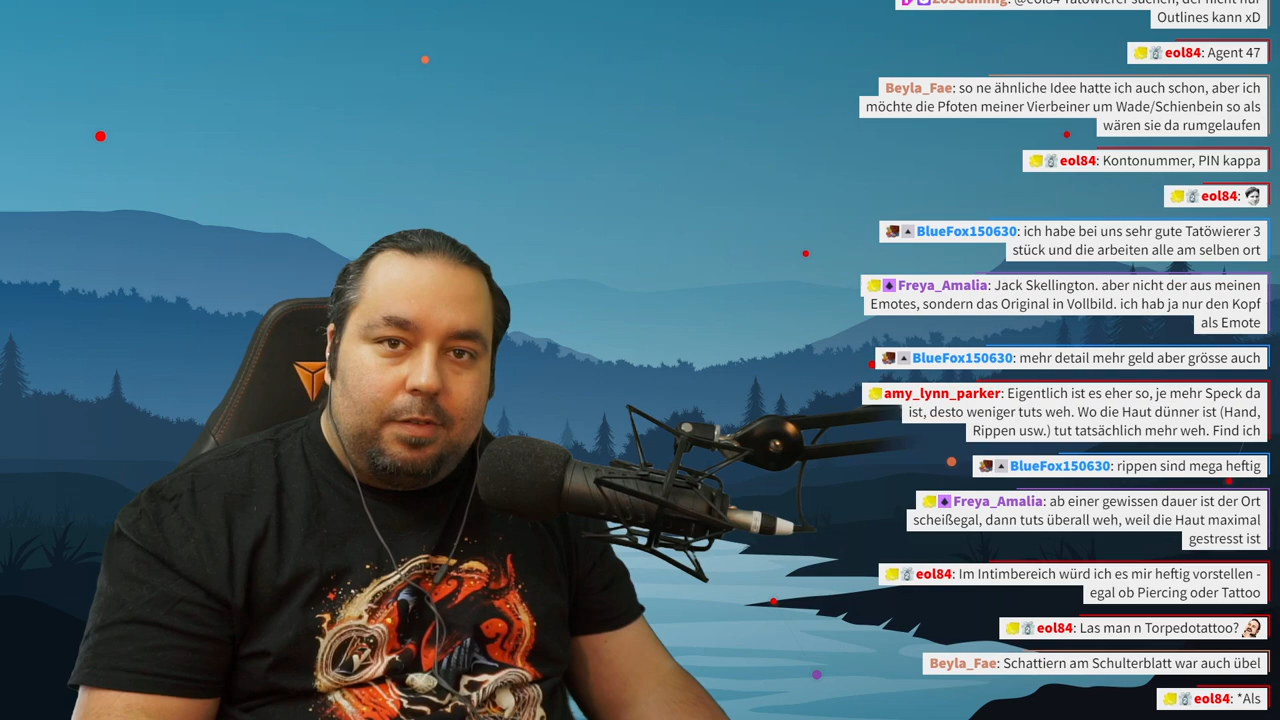 Outlines kann xD
eol84: Agent 47
Beyla_Fae: so ne ähnliche Idee hatte ich auch schon, aber ich
möchte die Pfoten meiner Vierbeiner um Wade/Schienbein so als
wären sie da rumgelaufen
eol84: Kontonummer, PIN kappa
eol84:
BlueFox150630: ich habe bei uns sehr gute Tatöwierer 3
stück und die arbeiten alle am selben ort
Freya_Amalia: Jack Skellington. aber nicht der aus meinen
Emotes, sondern das Original in Vollbild. ich hab ja nur den Kopf
als Emote
BlueFox150630: mehr detail mehr geld aber grösse auch
amy_lynn_parker: Eigentlich ist es eher so, je mehr Speck da
ist, desto weniger tuts weh. Wo die Haut dünner ist (Hand,
Rippen usw.) tut tatsächlich mehr weh. Find ich
BlueFox150630: rippen sind mega heftig
Freya_Amalia: ab einer gewissen dauer ist der Ort
scheißegal, dann tuts überall weh, weil die Haut maximal
gestresst ist
eol84: Im Intimbereich würd ich es mir heftig vorstellen -
egal ob Piercing oder Tattoo
eol84: Las man n Torpedotattoo?
Beyla_Fae: Schattiern am Schulterblatt war auch übel
eol84: *Als